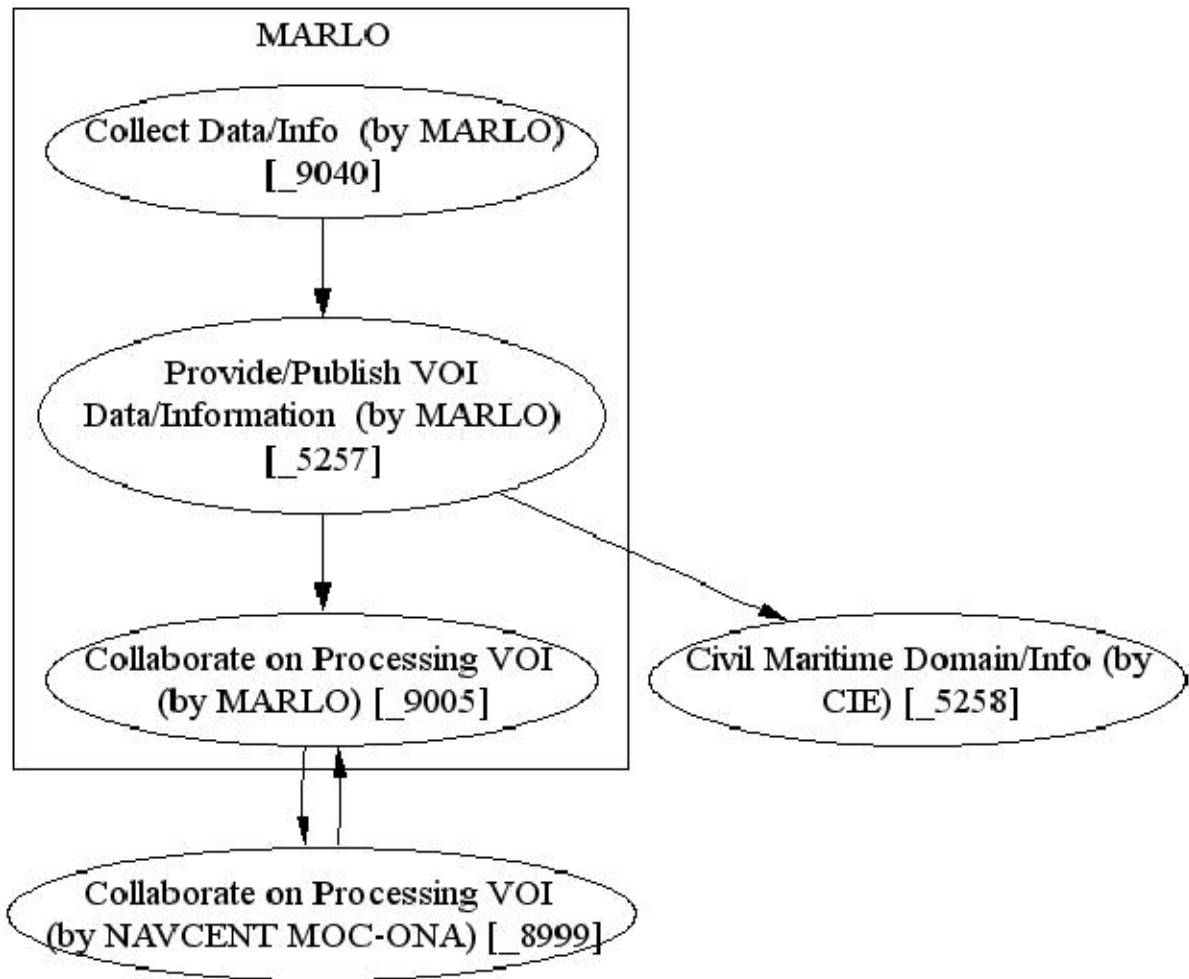 MARLO
Collect Data/Info (by MARLO)
[_9040]
Provide/Publish VOI
Data/Information (by MARLO)
[_5257]
Collaborate on Processing VOI
(by MARLO) [_9005]
Civil Maritime Domain/Info (by
CIE) [_5258]
Collaborate on Processing VOI
(by NAVCENT MOC-ONA) [_8999]